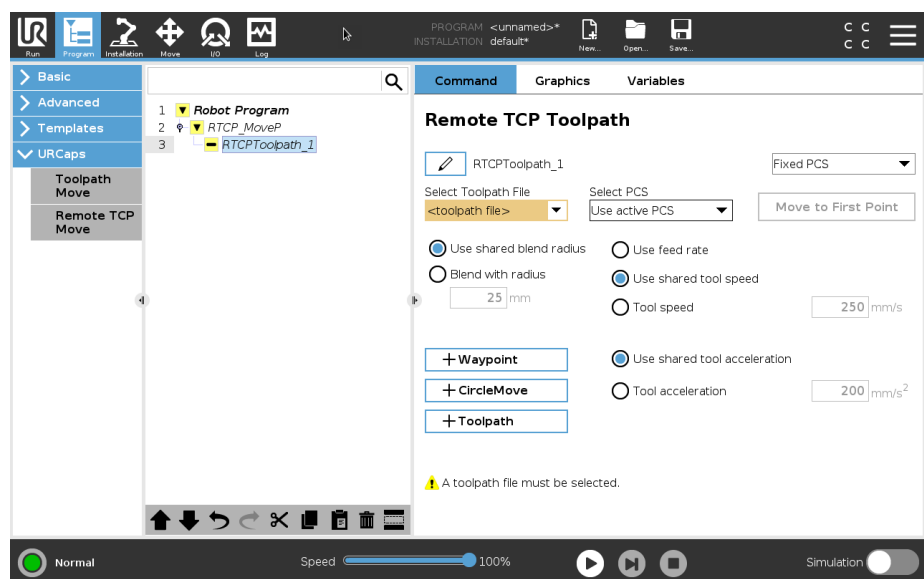 PROGRAM <unnamed>*
INSTALLATION default*
UR
Run
Program
Installation
Move
I/O
Log
New...
Open...
Save...
C C
C C
Basic
Advanced
Templates
URCaps
Toolpath
Move
Remote TCP
Move
1 Robot Program
2 RTCP_MoveP
3 RTCPToolpath_1
Command Graphics Variables
Remote TCP Toolpath
RTCPToolpath_1
Fixed PCS
Select Toolpath File
Select PCS
<toolpath file>
Use active PCS
Move to First Point
Use shared blend radius
Use feed rate
Blend with radius
Use shared tool speed
25 mm
Tool speed
250 mm/s
+Waypoint
Use shared tool acceleration
+CircleMove
Tool acceleration
200 mm/s²
+Toolpath
A toolpath file must be selected.
Normal
Speed
100%
Simulation